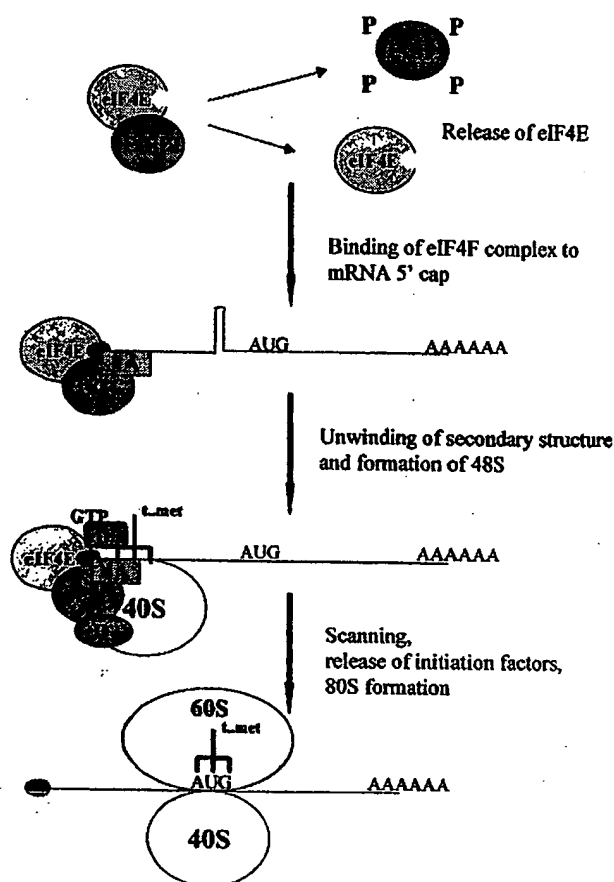 P P
eIF4E
P P
Release of eIF4E
eIF4E
Binding of eIF4F complex to
mRNA 5' cap
eIF4E
AUG
AAAAAA
Unwinding of secondary structure
and formation of 48S
GTP
t..met
eIF4E
AUG
AAAAAA
40S
Scanning,
release of initiation factors,
80S formation
60S
t..met
AUG
AAAAAA
40S